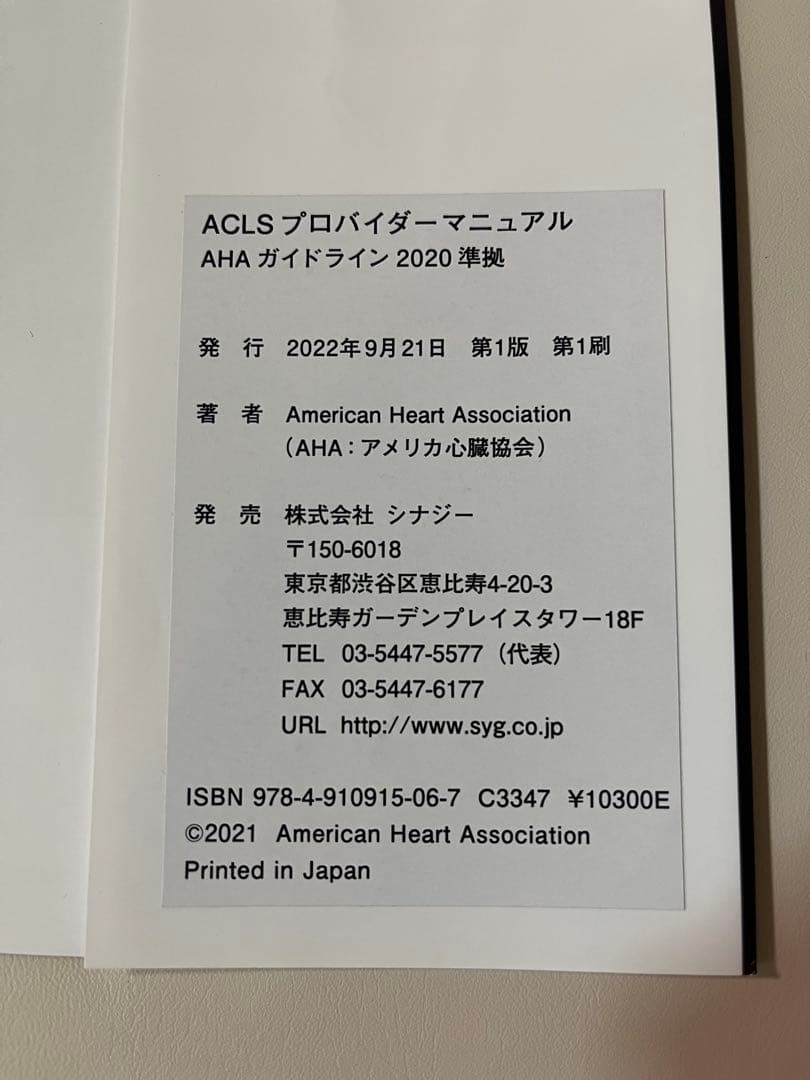 ACLS プロバイダーマニュアル
AHA ガイドライン 2020 準拠
発 行 2022年9月21日 第1版 第1刷
著 者 American Heart Association
(AHA：アメリカ心臓協会)
発 売 株式会社 シナジー
〒150-6018
東京都渋谷区恵比寿4-20-3
恵比寿ガーデンプレイスタワー18F
TEL 03-5447-5577 (代表)
FAX 03-5447-6177
URL http://www.syg.co.jp
ISBN 978-4-910915-06-7 C3347 ¥10300E
©2021 American Heart Association
Printed in Japan